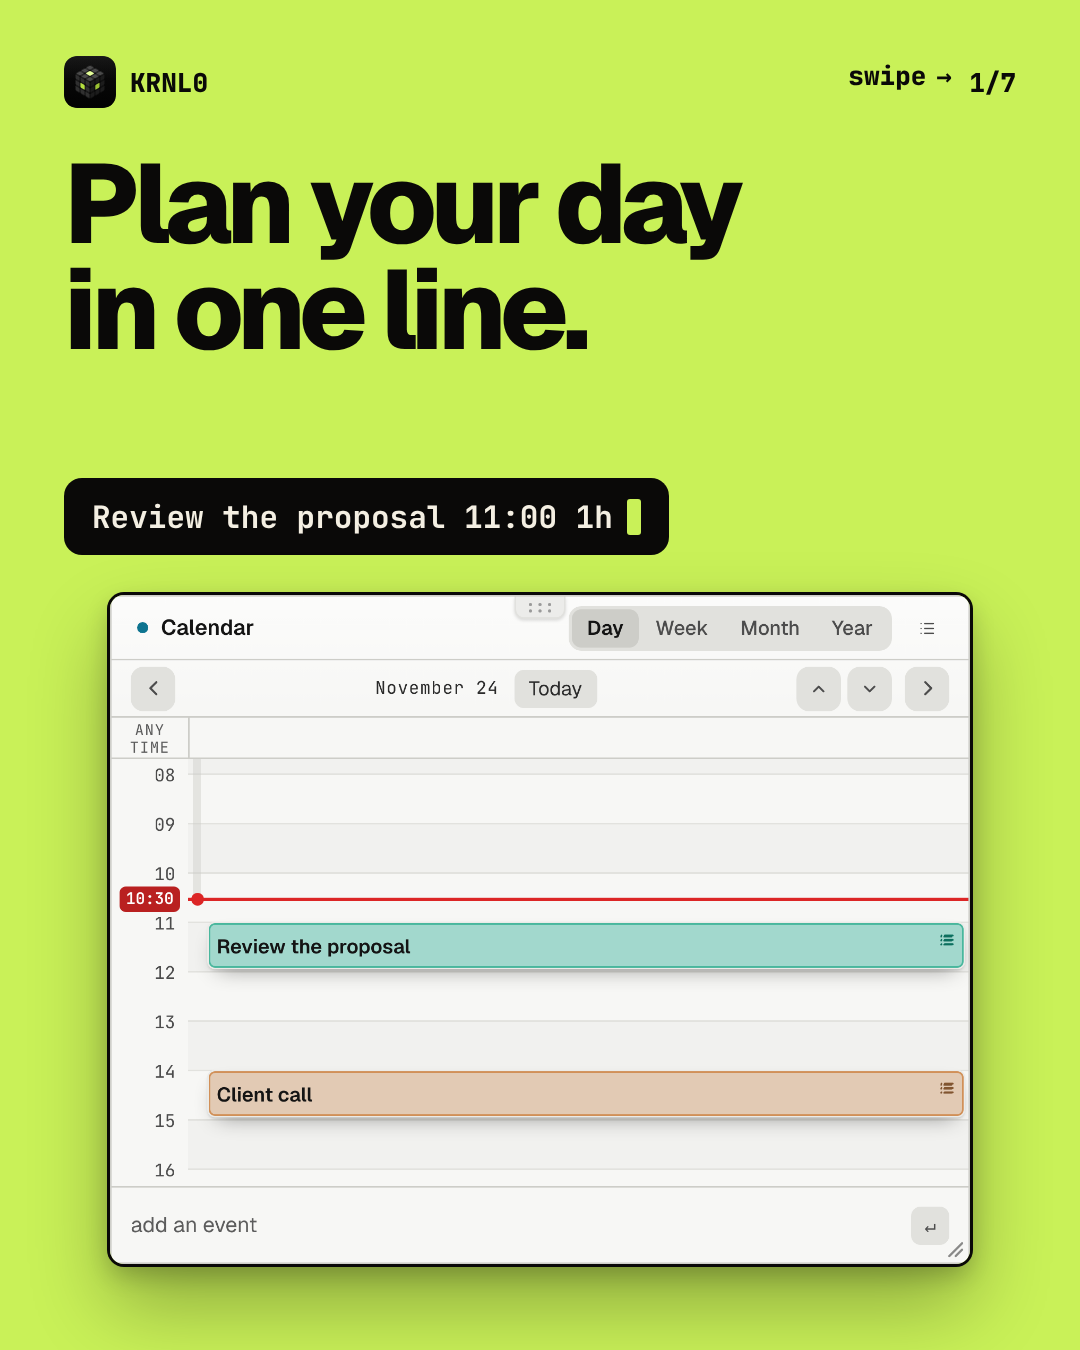 KRNL0
swipe → 1/7
Plan your day
in one line.
Review the proposal 11:00 1h
Calendar
Day Week Month Year
November 24 Today
ANY
TIME
08
09
10
10:30
11
Review the proposal
12
13
14
Client call
15
16
add an event